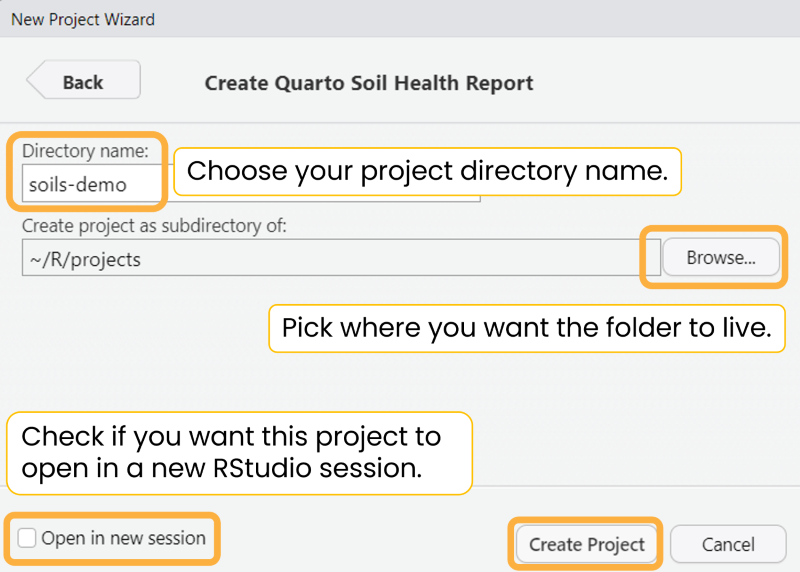 New Project Wizard
Back
Create Quarto Soil Health Report
Directory name:
soils-demo
Choose your project directory name.
Create project as subdirectory of:
~/R/projects
Browse...
Pick where you want the folder to live.
Check if you want this project to
open in a new RStudio session.
Open in new session
Create Project
Cancel